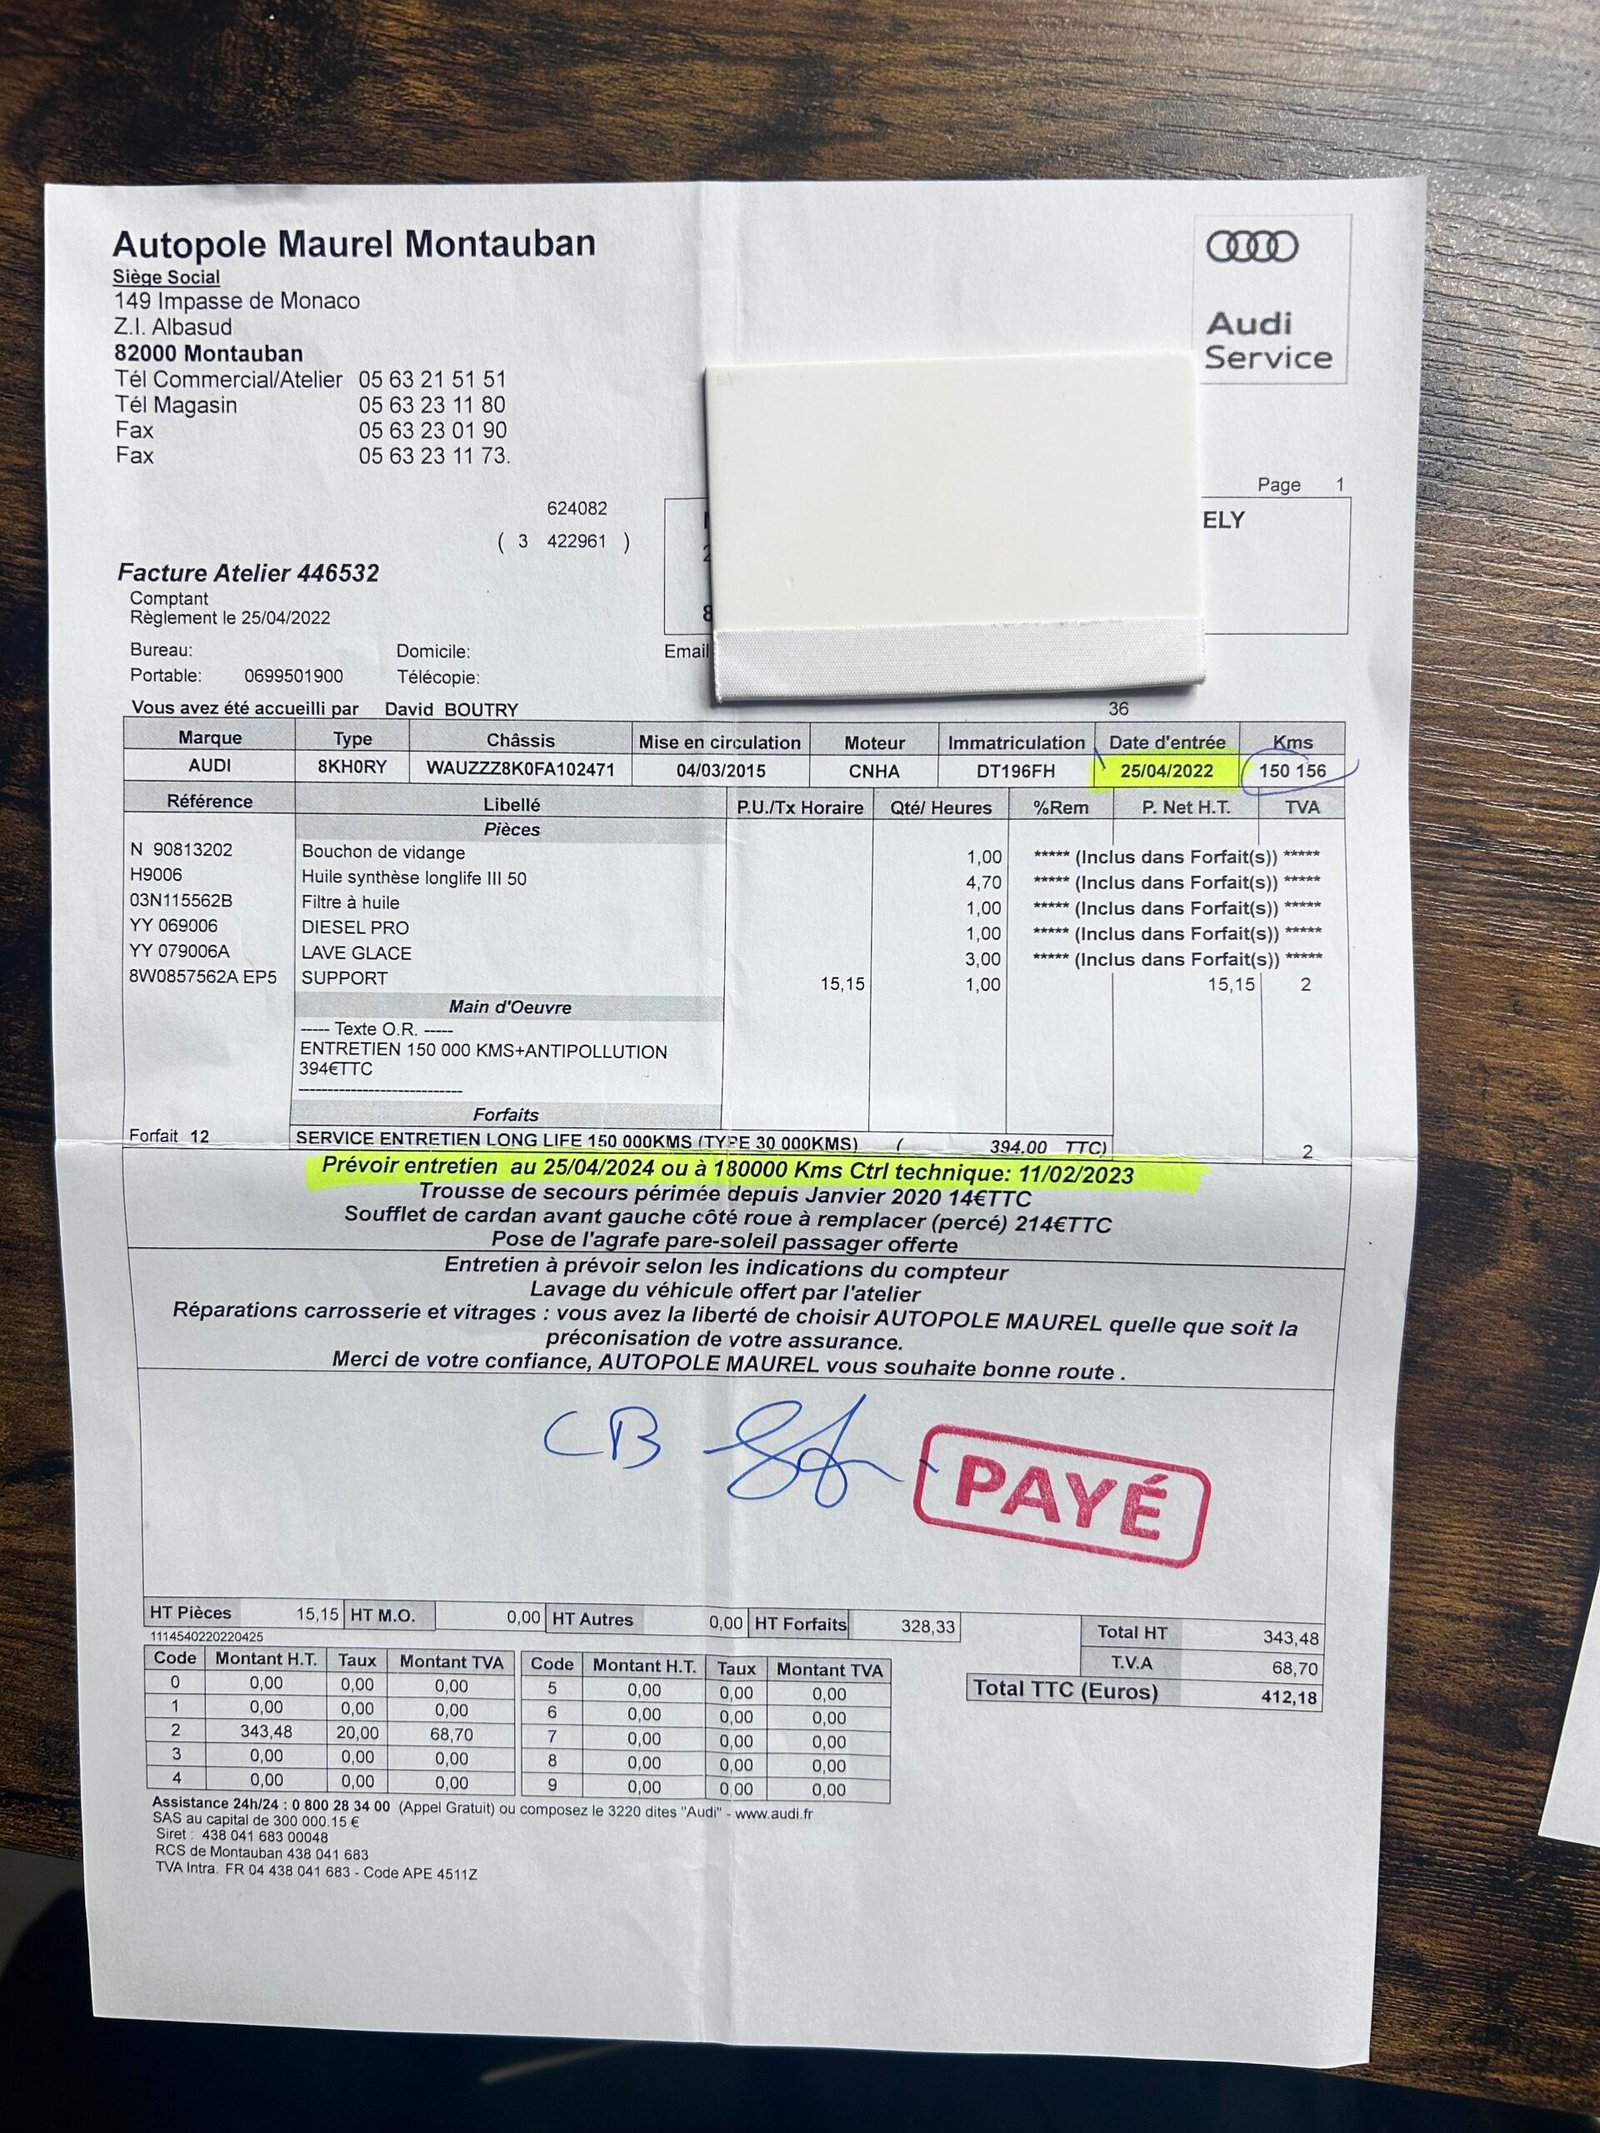 Autopole Maurel Montauban
Siège Social
149 Impasse de Monaco
Z.I. Albasud
82000 Montauban
Tél Commercial/Atelier 05 63 21 51 51
Tél Magasin 05 63 23 11 80
Fax 05 63 23 01 90
Fax 05 63 23 11 73.
Audi
Service
Page 1
624082
( 3 422961 )
ELY
Facture Atelier 446532
Comptant
Règlement le 25/04/2022
Bureau: Domicile: Email
Portable: 0699501900 Télécopie:
Vous avez été accueilli par David BOUTRY 36
Marque Type Châssis Mise en circulation Moteur Immatriculation Date d'entrée Kms
AUDI 8KH0RY WAUZZZ8K0FA102471 04/03/2015 CNHA DT196FH 25/04/2022 150 156
Référence Libellé P.U./Tx Horaire Qté/ Heures %Rem P. Net H.T. TVA
Pièces
N 90813202 Bouchon de vidange 1,00 ***** (Inclus dans Forfait(s)) *****
H9006 Huile synthèse longlife III 50 4,70 ***** (Inclus dans Forfait(s)) *****
03N115562B Filtre à huile 1,00 ***** (Inclus dans Forfait(s)) *****
YY 069006 DIESEL PRO 1,00 ***** (Inclus dans Forfait(s)) *****
YY 079006A LAVE GLACE 3,00 ***** (Inclus dans Forfait(s)) *****
8W0857562A EP5 SUPPORT 15,15 1,00 15,15 2
Main d'Oeuvre
----- Texte O.R. -----
ENTRETIEN 150 000 KMS+ANTIPOLLUTION
394€TTC
---------------------------
Forfaits
Forfait 12 SERVICE ENTRETIEN LONG LIFE 150 000KMS (TYPE 30 000KMS) ( 394.00 TTC) 2
Prévoir entretien au 25/04/2024 ou à 180000 Kms Ctrl technique: 11/02/2023
Trousse de secours périmée depuis Janvier 2020 14€TTC
Soufflet de cardan avant gauche côté roue à remplacer (percé) 214€TTC
Pose de l'agrafe pare-soleil passager offerte
Entretien à prévoir selon les indications du compteur
Lavage du véhicule offert par l'atelier
Réparations carrosserie et vitrages : vous avez la liberté de choisir AUTOPOLE MAUREL quelle que soit la
préconisation de votre assurance.
Merci de votre confiance, AUTOPOLE MAUREL vous souhaite bonne route .
CB
PAYÉ
HT Pièces 15,15 HT M.O. 0,00 HT Autres 0,00 HT Forfaits 328,33
1114540220220425
Total HT 343,48
T.V.A 68,70
Total TTC (Euros) 412,18
Code Montant H.T. Taux Montant TVA Code Montant H.T. Taux Montant TVA
0 0,00 0,00 0,00 5 0,00 0,00 0,00
1 0,00 0,00 0,00 6 0,00 0,00 0,00
2 343,48 20,00 68,70 7 0,00 0,00 0,00
3 0,00 0,00 0,00 8 0,00 0,00 0,00
4 0,00 0,00 0,00 9 0,00 0,00 0,00
Assistance 24h/24 : 0 800 28 34 00 (Appel Gratuit) ou composez le 3220 dites "Audi" - www.audi.fr
SAS au capital de 300 000.15 €
Siret : 438 041 683 00048
RCS de Montauban 438 041 683
TVA Intra. FR 04 438 041 683 - Code APE 4511Z